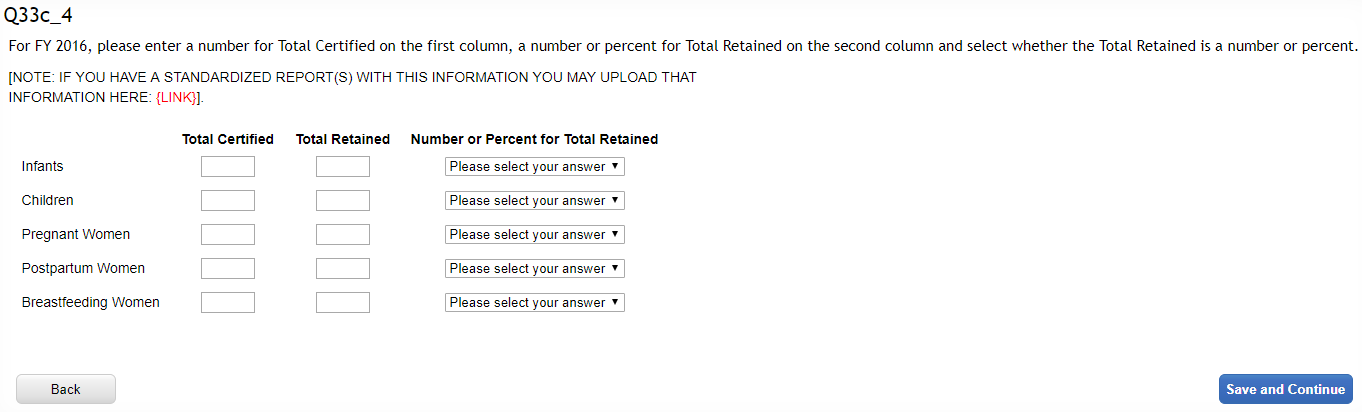 Q33c_4
For FY 2016, please enter a number for Total Certified on the first column, a number or percent for Total Retained on the second column and select whether the Total Retained is a number or percent.
[NOTE: IF YOU HAVE A STANDARDIZED REPORT(S) WITH THIS INFORMATION YOU MAY UPLOAD THAT
INFORMATION HERE: {LINK}].
Total Certified Total Retained Number or Percent for Total Retained
Infants Please select your answer
Children Please select your answer
Pregnant Women Please select your answer
Postpartum Women Please select your answer
Breastfeeding Women Please select your answer
Back Save and Continue